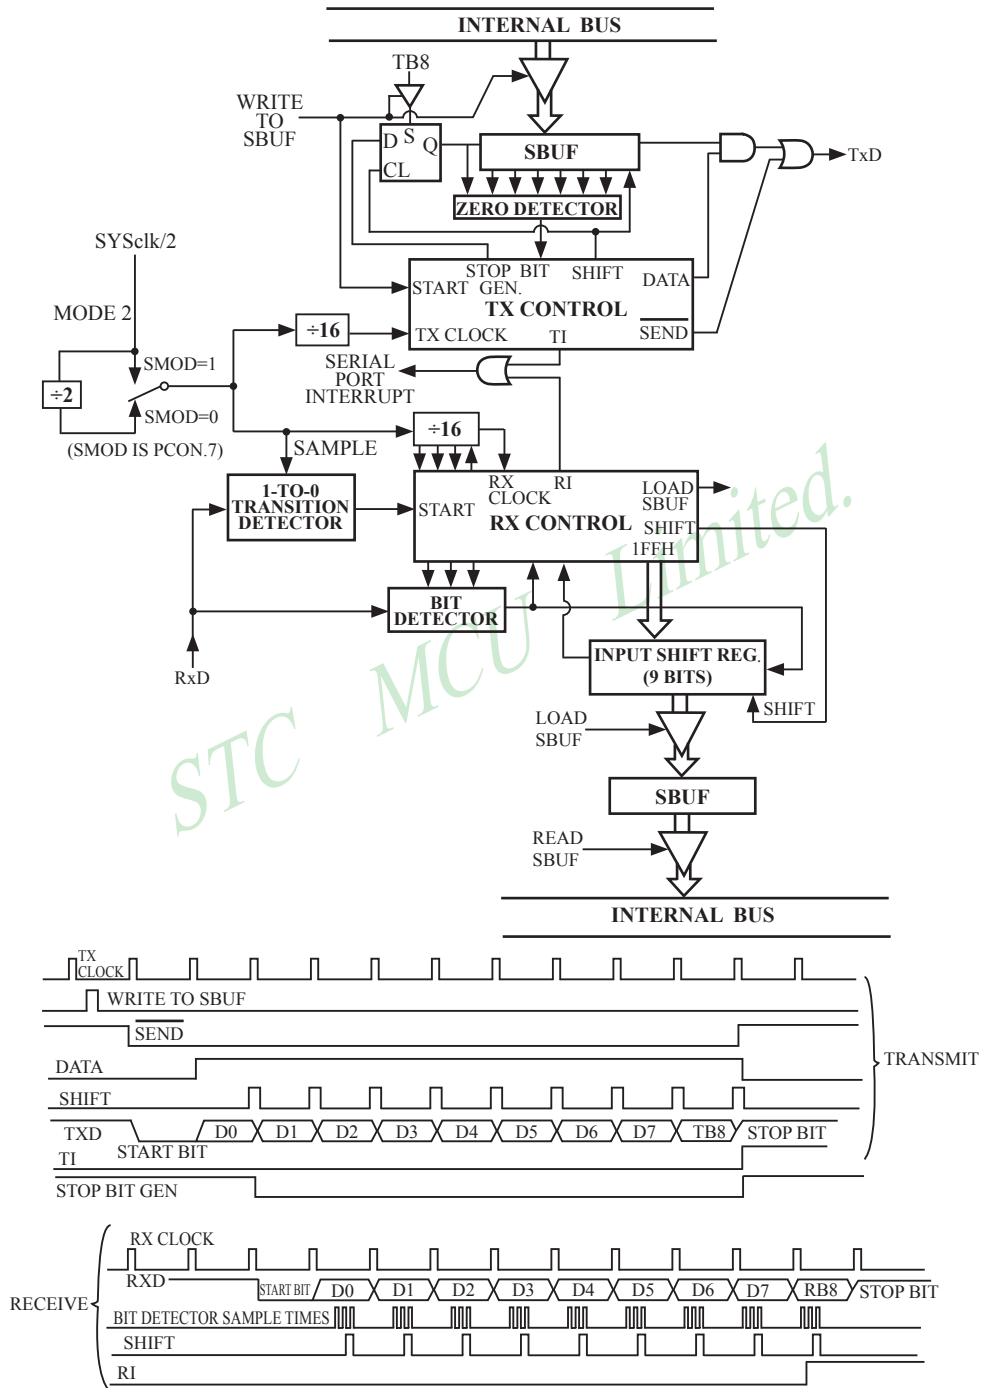 INTERNAL BUS
TB8
WRITE
TO
SBUF
D S Q
CL
SBUF
TxD
ZERO DETECTOR
SYSclk/2
STOP BIT SHIFT
GEN.
START
DATA
TX CONTROL
MODE 2
÷16
TX CLOCK
TI
SEND
SERIAL
PORT
INTERRUPT
SMOD=1
÷2
SMOD=0
(SMOD IS PCON.7)
SAMPLE
÷16
1-TO-0
TRANSITION
DETECTOR
START
RX
CLOCK
RI
LOAD
SBUF
RX CONTROL
SHIFT
1FFH
BIT
DETECTOR
RxD
INPUT SHIFT REG.
(9 BITS)
SHIFT
LOAD
SBUF
SBUF
READ
SBUF
INTERNAL BUS
STC MCU Limited.
TX
CLOCK
WRITE TO SBUF
SEND
DATA
TRANSMIT
SHIFT
TXD
START BIT
D0 D1 D2 D3 D4 D5 D6 D7 TB8 STOP BIT
TI
STOP BIT GEN
RX CLOCK
RXD
START BIT D0 D1 D2 D3 D4 D5 D6 D7 RB8 STOP BIT
RECEIVE
BIT DETECTOR SAMPLE TIMES
SHIFT
RI